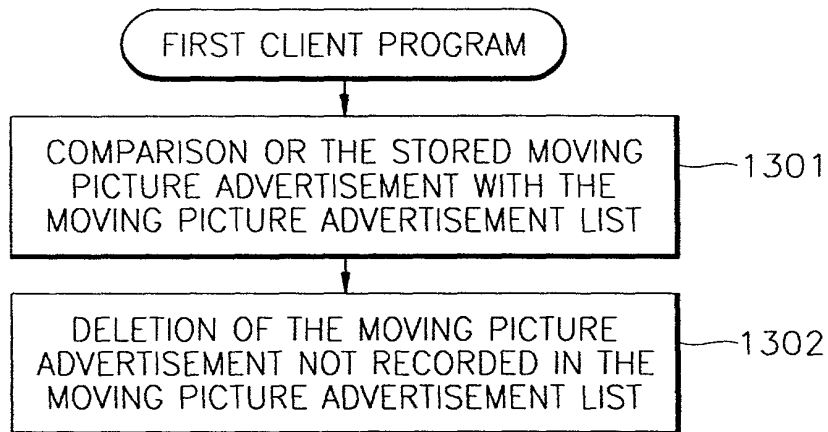 FIRST CLIENT PROGRAM
COMPARISON OR THE STORED MOVING
PICTURE ADVERTISEMENT WITH THE
MOVING PICTURE ADVERTISEMENT LIST
1301
DELETION OF THE MOVING PICTURE
ADVERTISEMENT NOT RECORDED IN THE
MOVING PICTURE ADVERTISEMENT LIST
1302